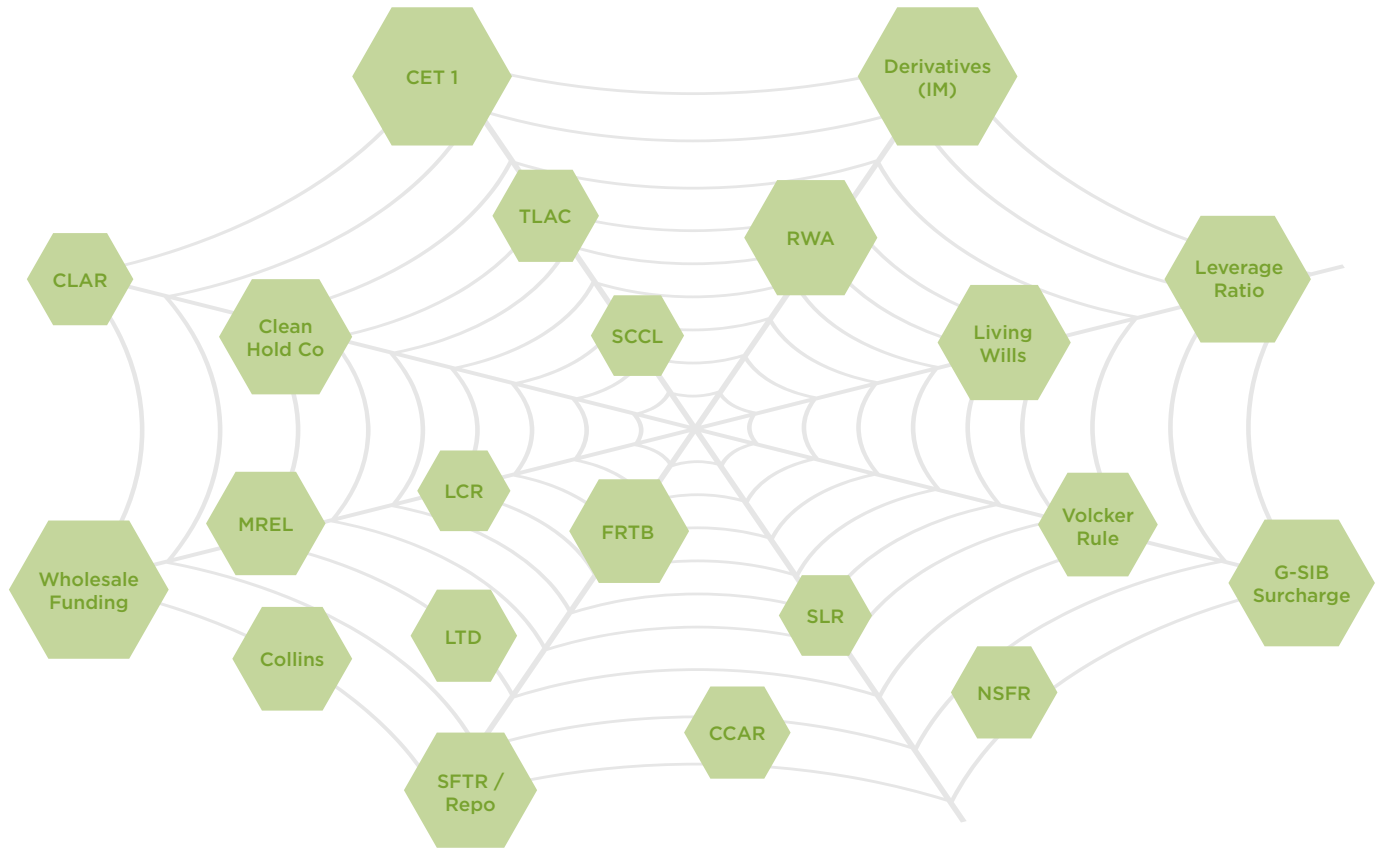 CET 1
Derivatives
(IM)
TLAC
RWA
CLAR
Leverage
Ratio
Clean
Hold Co
SCCL
Living
Wills
LCR
MREL
FRTB
Volcker
Rule
Wholesale
Funding
G-SIB
Surcharge
SLR
LTD
Collins
NSFR
CCAR
SFTR /
Repo